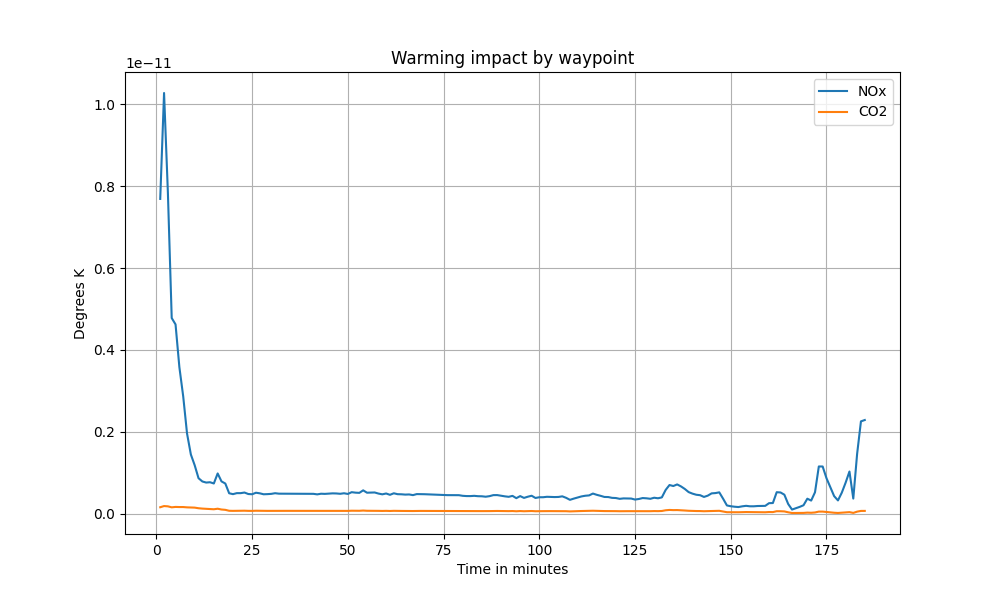 Warming impact by waypoint
1e−11
NOx
CO2
1.0
0.8
0.6
0.4
0.2
0.0
Degrees K
0 25 50 75 100 125 150 175
Time in minutes